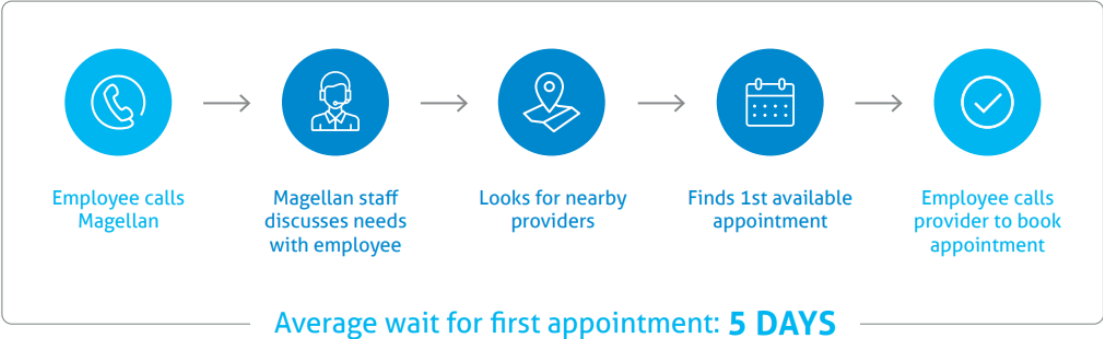 Employee calls
Magellan
Magellan staff
discusses needs
with employee
Looks for nearby
providers
Finds 1st available
appointment
Employee calls
provider to book
appointment
Average wait for first appointment: 5 DAYS